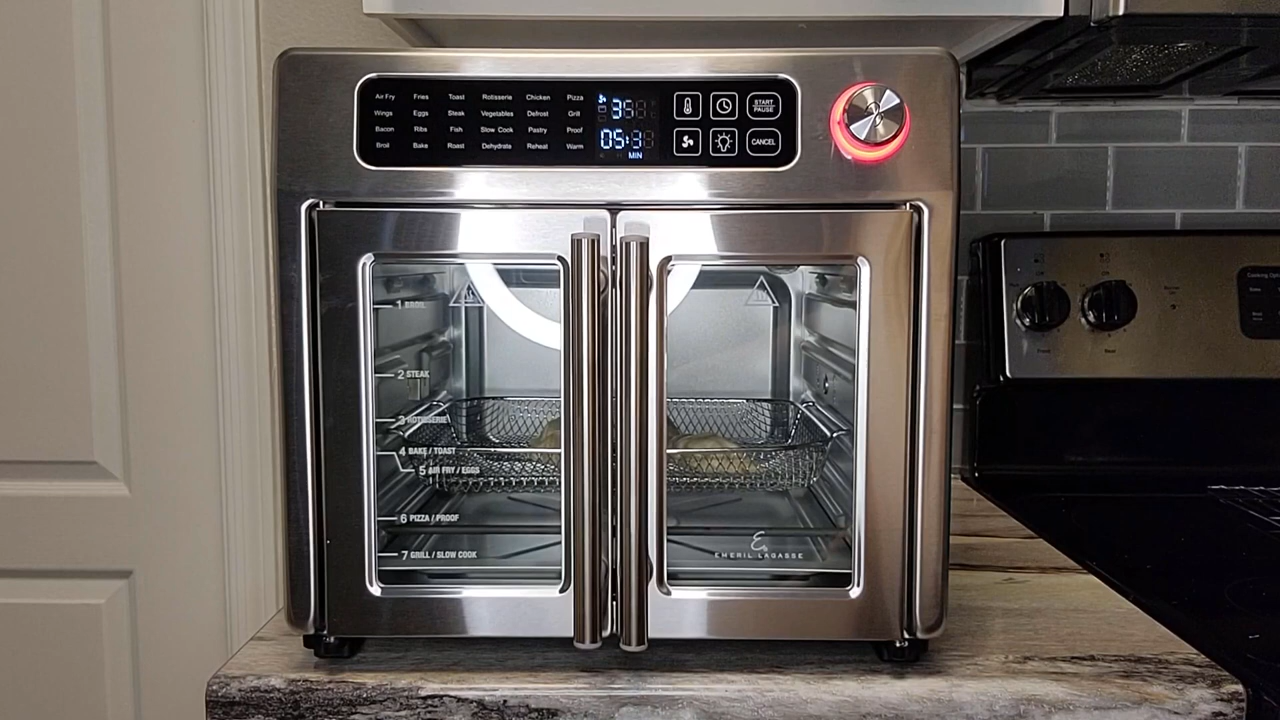 Air Fry Fries Toast Rotisserie Chicken Pizza
Wings Eggs Steak Vegetables Defrost Grill
Bacon Ribs Fish Slow Cook Pastry Proof
Broil Bake Roast Dehydrate Reheat Warm
MIN
START
PAUSE
CANCEL
1 BROIL
2 STEAK
3 ROTISSERIE
4 BAKE / TOAST
5 AIR FRY / EGGS
6 PIZZA / PROOF
7 GRILL / SLOW COOK
EMERIL LAGASSE
Front
Rear